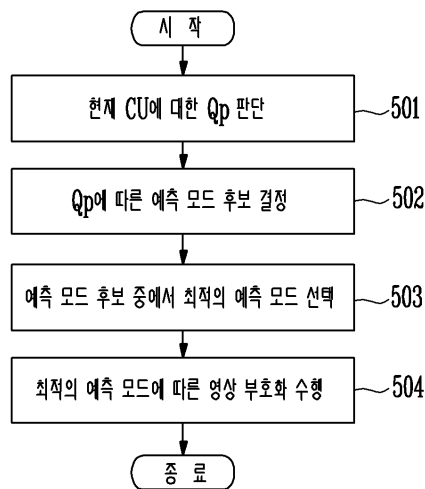 시 작
현재 CU에 대한 Qp 판단
501
Qp에 따른 예측 모드 후보 결정
502
예측 모드 후보 중에서 최적의 예측 모드 선택
503
최적의 예측 모드에 따른 영상 부호화 수행
504
종 료